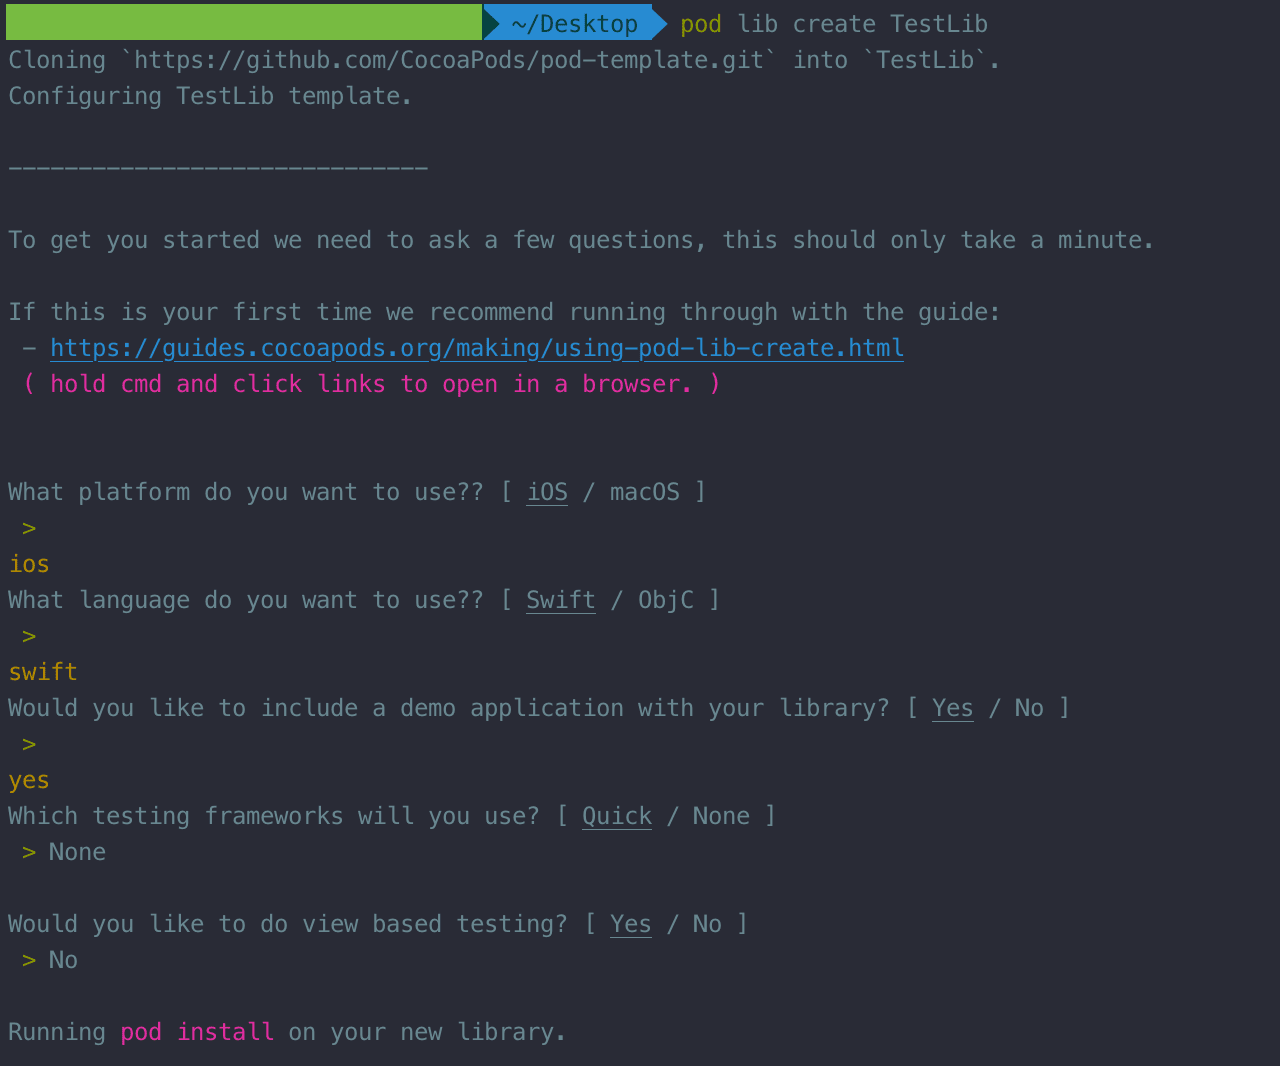 ~/Desktop pod lib create TestLib
Cloning `https://github.com/CocoaPods/pod-template.git` into `TestLib`.
Configuring TestLib template.
------------------------------
To get you started we need to ask a few questions, this should only take a minute.
If this is your first time we recommend running through with the guide:
- https://guides.cocoapods.org/making/using-pod-lib-create.html
( hold cmd and click links to open in a browser. )
What platform do you want to use?? [ iOS / macOS ]
>
ios
What language do you want to use?? [ Swift / ObjC ]
>
swift
Would you like to include a demo application with your library? [ Yes / No ]
>
yes
Which testing frameworks will you use? [ Quick / None ]
> None
Would you like to do view based testing? [ Yes / No ]
> No
Running pod install on your new library.